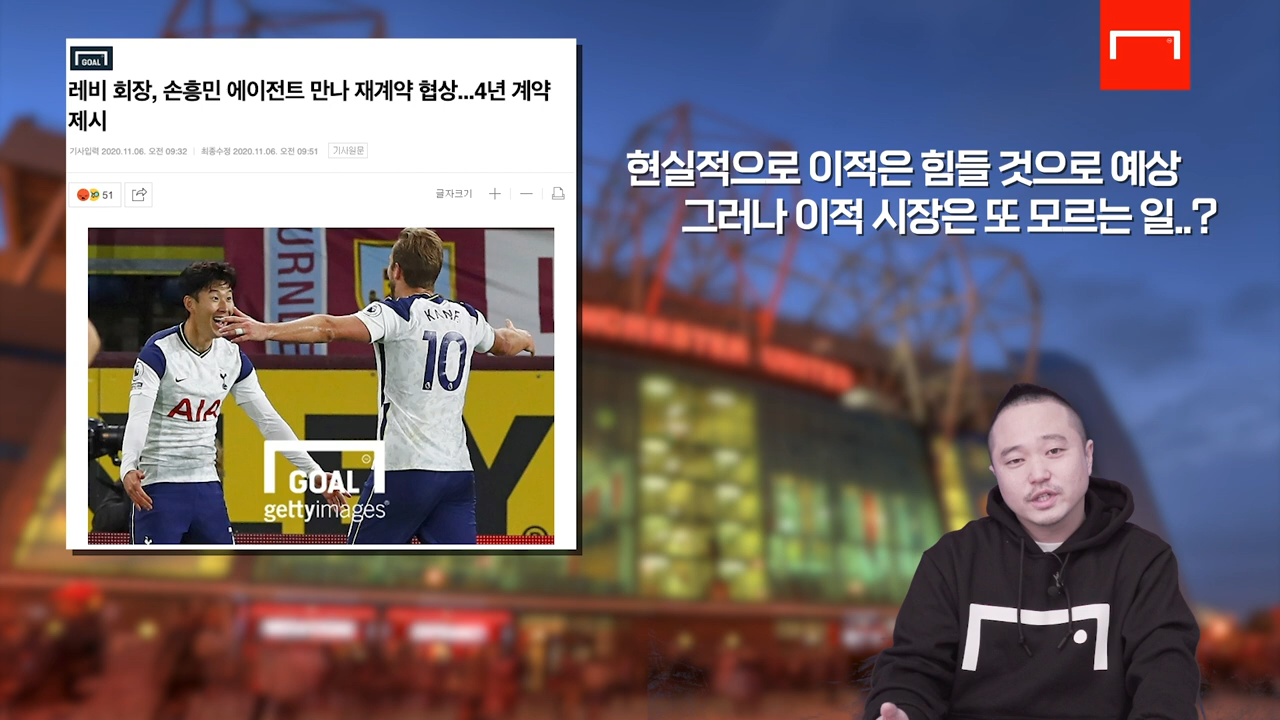 GOAL
레비 회장, 손흥민 에이전트 만나 재계약 협상...4년 계약
제시
기사입력 2020.11.06. 오전 09:32 | 최종수정 2020.11.06. 오전 09:51 기사원문
51
글자크기
현실적으로 이적은 힘들 것으로 예상
그러나 이적 시장은 또 모르는 일..?
KANE
10
AIA
GOAL
gettyimages